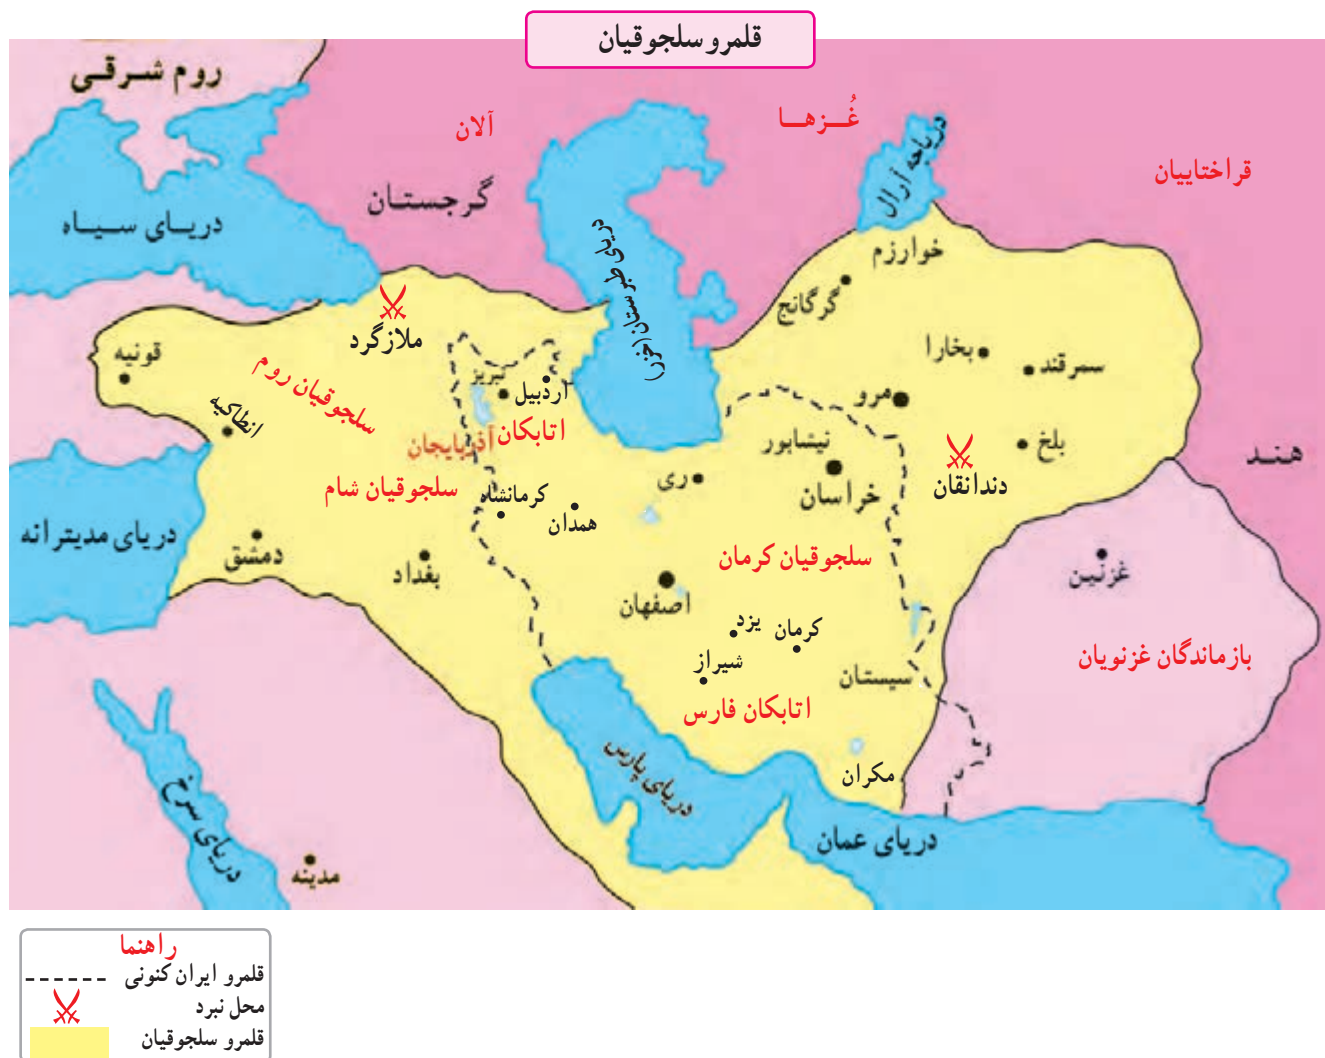 قلمرو سلجوقیان
روم شرقی
آلان
غُزها
دریاچه آرال
قراختاییان
گرجستان
دریای سیاه
دریای طبرستان (خزر)
خوارزم
گرگانج
ملازگرد
قونیه
سلجوقیان روم
تبریز
اردبیل
بخارا
سمرقند
مرو
انطاکیه
اتابکان
آذربایجان
نیشابور
بلخ
هند
سلجوقیان شام
کرمانشاه
ری
خراسان
دندانقان
همدان
دریای مدیترانه
دمشق
بغداد
سلجوقیان کرمان
غزنین
اصفهان
یزد
کرمان
شیراز
سیستان
بازماندگان غزنویان
اتابکان فارس
دریای پارس
مکران
دریای سرخ
مدینه
دریای عمان
راهنما
قلمرو ایران کنونی
محل نبرد
قلمرو سلجوقیان